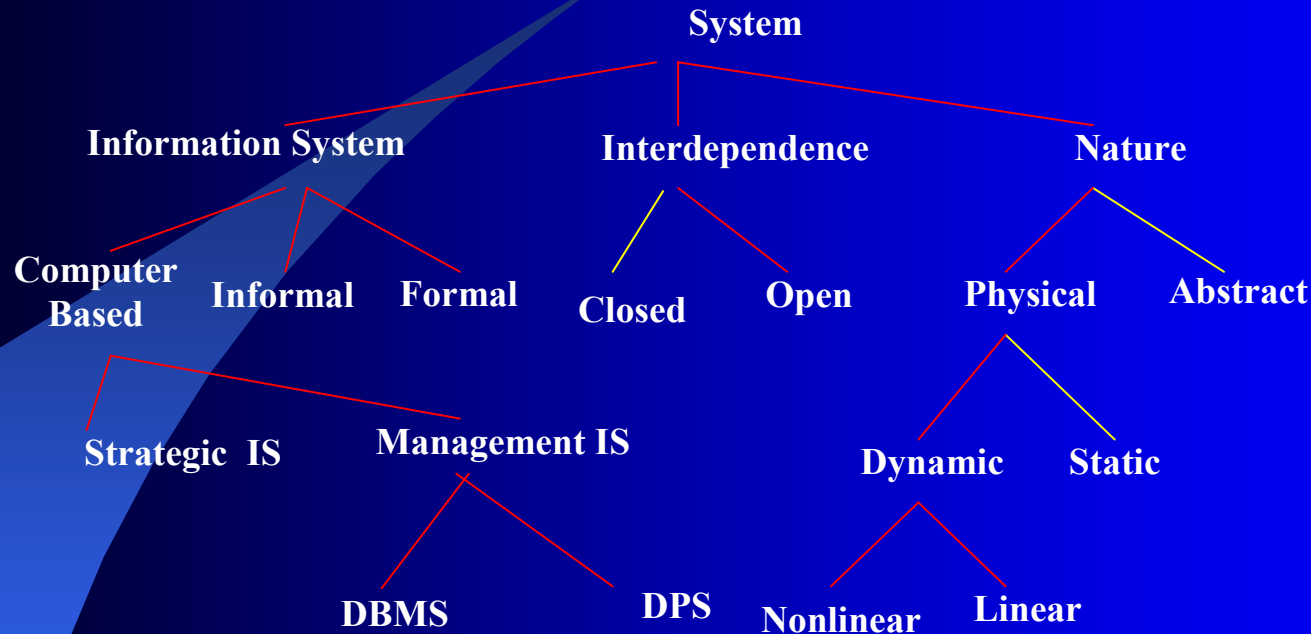 System
Information System
Interdependence
Nature
Computer
Based
Informal
Formal
Closed
Open
Physical
Abstract
Strategic IS
Management IS
Dynamic
Static
DBMS
DPS
Nonlinear
Linear